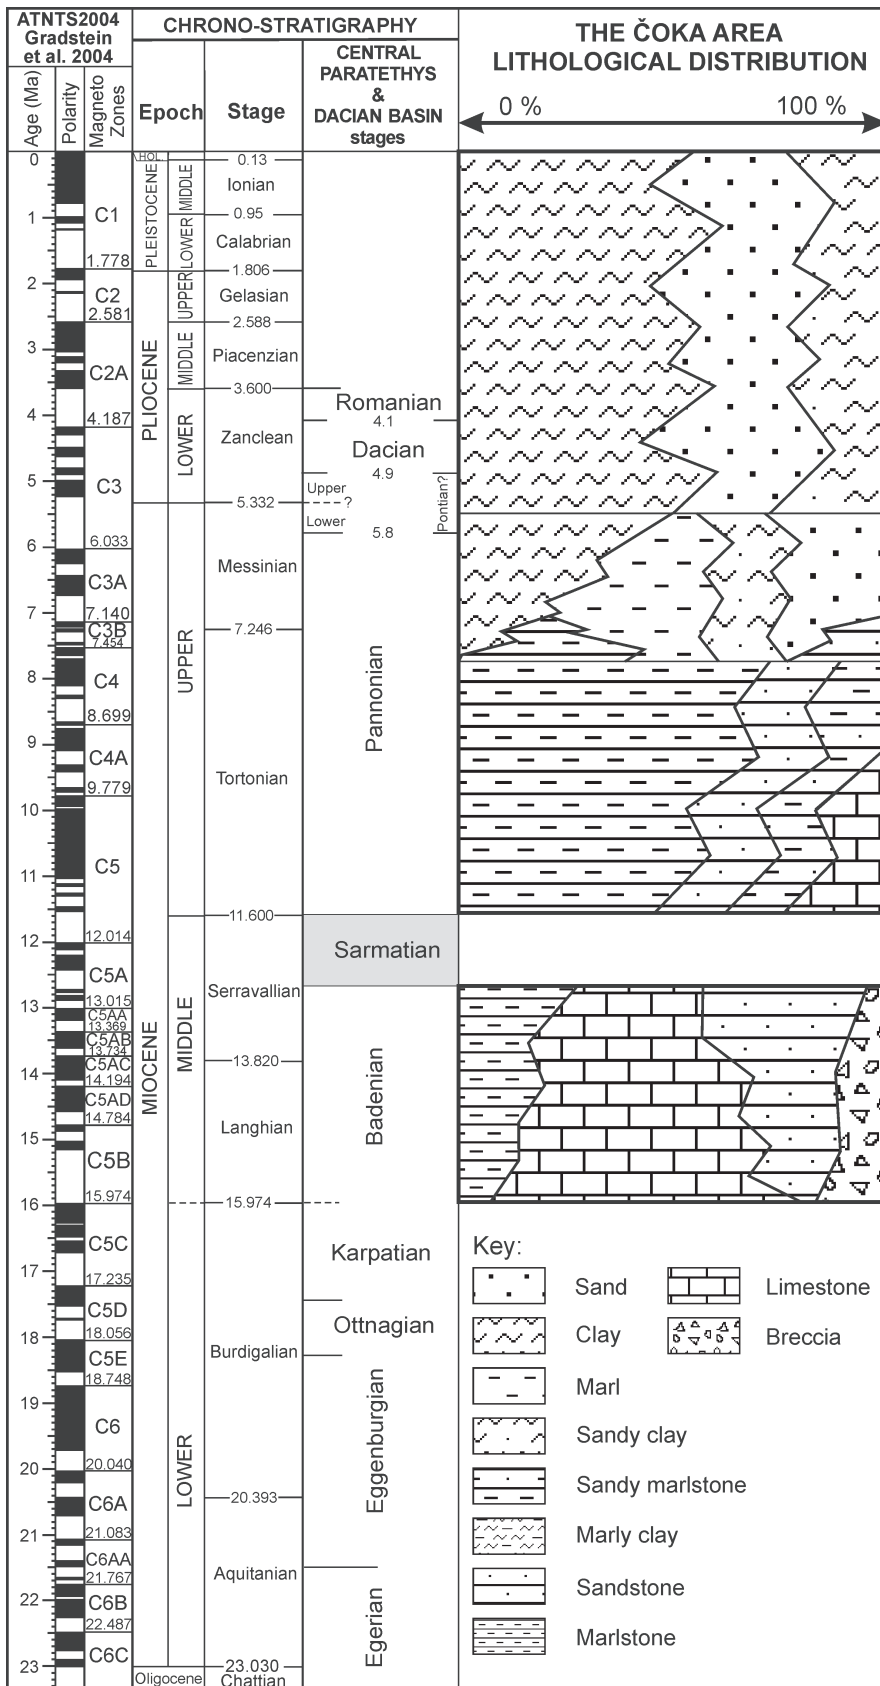 ATNTS2004
Gradstein
et al. 2004
CHRONO-STRATIGRAPHY
THE ČOKA AREA
LITHOLOGICAL DISTRIBUTION
Age (Ma)
Polarity
Magneto
Zones
Epoch
Stage
CENTRAL
PARATETHYS
&
DACIAN BASIN
stages
0 %
100 %
0
1
2
3
4
5
6
7
8
9
10
11
12
13
14
15
16
17
18
19
20
21
22
23
C1
1.778
C2
2.581
C2A
4.187
C3
6.033
C3A
7.140
C3B
7.454
C4
8.699
C4A
9.779
C5
12.014
C5A
13.015
C5AA
13.369
C5AB
13.734
C5AC
14.194
C5AD
14.784
C5B
15.974
C5C
17.235
C5D
18.056
C5E
18.748
C6
20.040
C6A
21.083
C6AA
21.767
C6B
22.487
C6C
HOL.
PLEISTOCENE
PLIOCENE
MIOCENE
Oligocene
MIDDLE
LOWER
UPPER
MIDDLE
LOWER
UPPER
MIDDLE
LOWER
0.13
Ionian
0.95
Calabrian
1.806
Gelasian
2.588
Piacenzian
3.600
Zanclean
5.332
Messinian
7.246
Tortonian
11.600
Serravallian
13.820
Langhian
15.974
Burdigalian
20.393
Aquitanian
23.030
Chattian
Romanian
4.1
Dacian
4.9
Upper
?
Lower
5.8
Pontian?
Pannonian
Sarmatian
Badenian
Karpatian
Ottnagian
Eggenburgian
Egerian
Key:
Sand
Limestone
Clay
Breccia
Marl
Sandy clay
Sandy marlstone
Marly clay
Sandstone
Marlstone